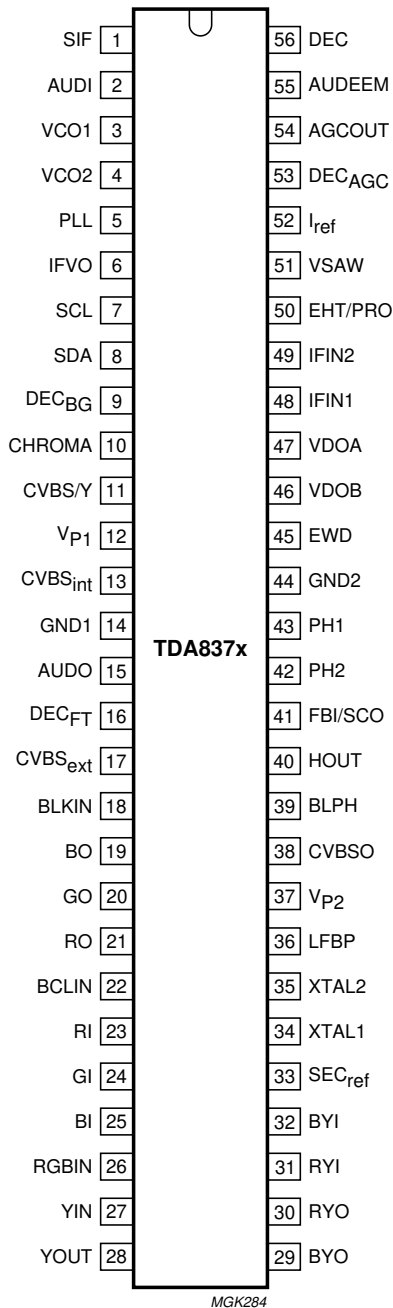 SIF 1 56 DEC
AUDI 2 55 AUDEEM
VCO1 3 54 AGCOUT
VCO2 4 53 DECAGC
PLL 5 52 Iref
IFVO 6 51 VSAW
SCL 7 50 EHT/PRO
SDA 8 49 IFIN2
DECBG 9 48 IFIN1
CHROMA 10 47 VDOA
CVBS/Y 11 46 VDOB
VP1 12 45 EWD
CVBSint 13 44 GND2
GND1 14 43 PH1
TDA837x
AUDO 15 42 PH2
DECFT 16 41 FBI/SCO
CVBSext 17 40 HOUT
BLKIN 18 39 BLPH
BO 19 38 CVBSO
GO 20 37 VP2
RO 21 36 LFBP
BCLIN 22 35 XTAL2
RI 23 34 XTAL1
GI 24 33 SECref
BI 25 32 BYI
RGBIN 26 31 RYI
YIN 27 30 RYO
YOUT 28 29 BYO
MGK284